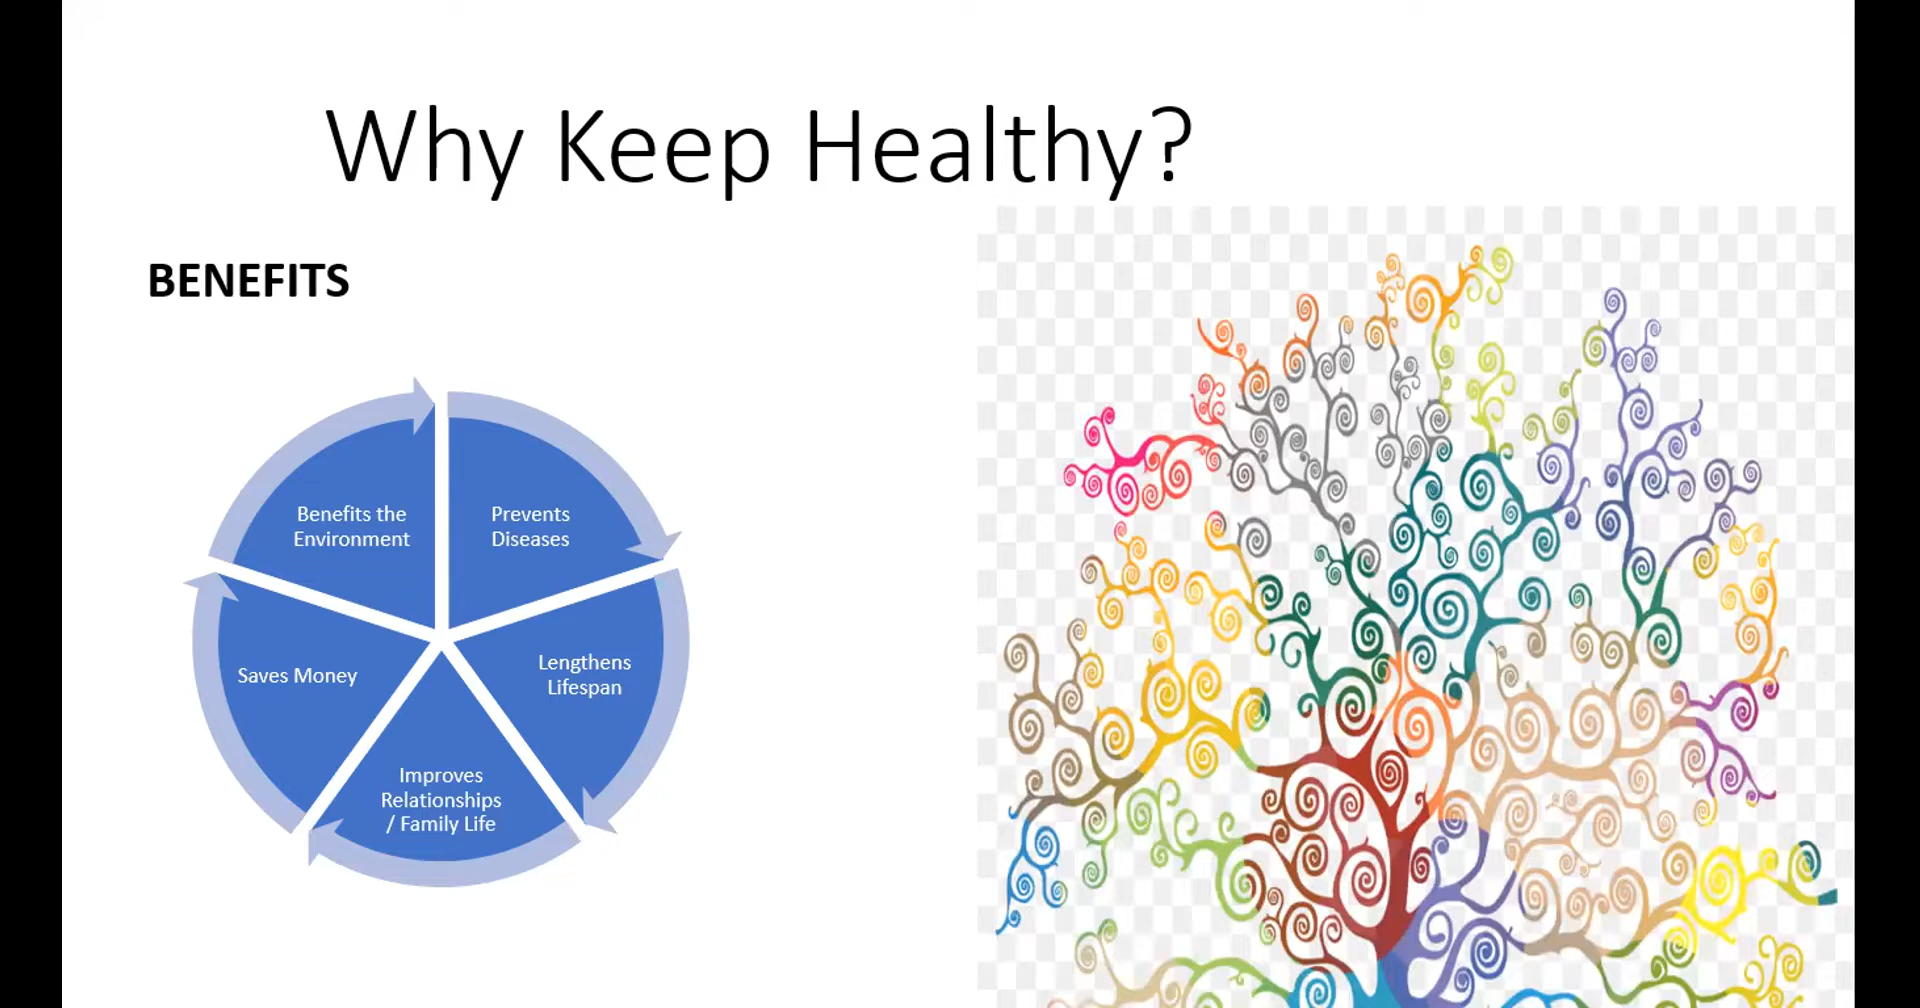 Why Keep Healthy?
BENEFITS
Benefits the
Environment
Prevents
Diseases
Lengthens
Lifespan
Improves
Relationships
/ Family Life
Saves Money